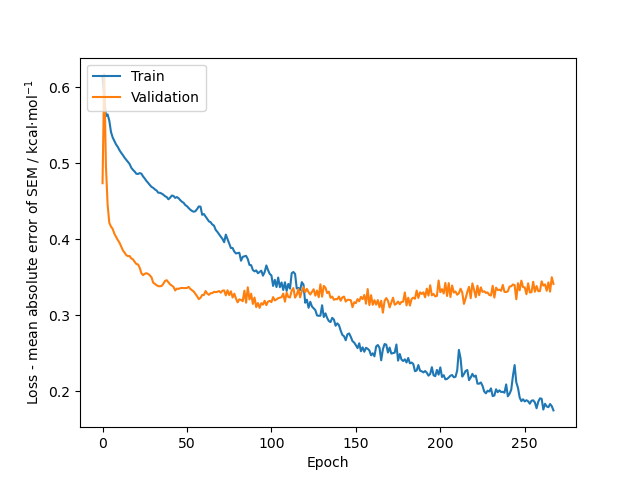 Train
Validation
Loss - mean absolute error of SEM / kcal·mol⁻¹
0.6
0.5
0.4
0.3
0.2
0
50
100
150
200
250
Epoch